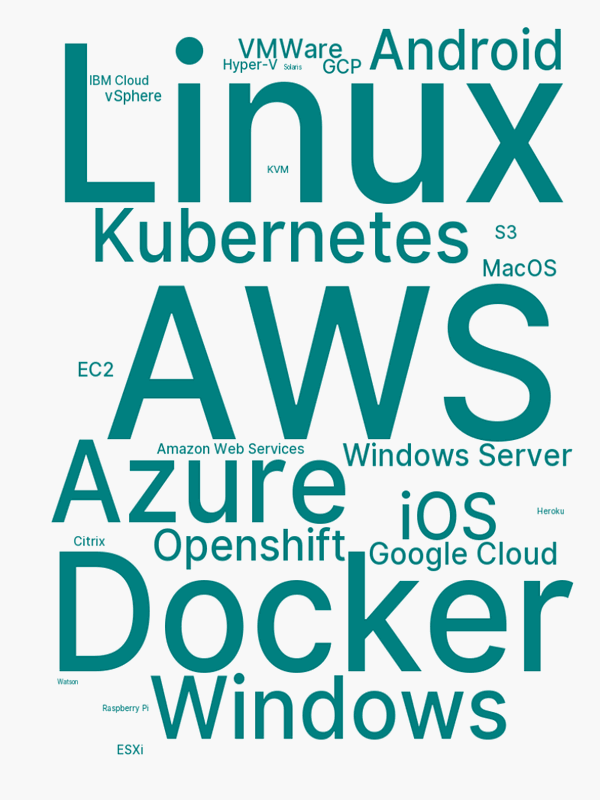 VMWare
Android
Hyper-V
Solaris
GCP
Linux
IBM Cloud
vSphere
KVM
Kubernetes
S3
MacOS
AWS
EC2
Amazon Web Services
Windows Server
Azure
iOS
Heroku
Citrix
Openshift
Google Cloud
Docker
Watson
Windows
Raspberry Pi
ESXi